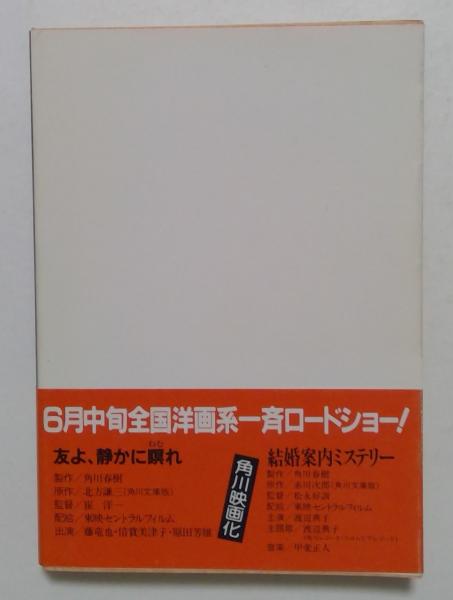 6月中旬全国洋画系一斉ロードショー!
友よ、静かに瞑れ
ねむ
製作/角川春樹
原作/北方謙三(角川文庫版)
監督/崔 洋一
配給/東映・セントラルフィルム
出演/藤竜也・倍賞美津子・原田芳雄
角川映画化
結婚案内ミステリー
製作/角川春樹
原作/赤川次郎(角川文庫版)
監督/松永好訓
配給/東映・セントラルフィルム
主演/渡辺典子
主題歌/渡辺典子
音楽/甲斐正人